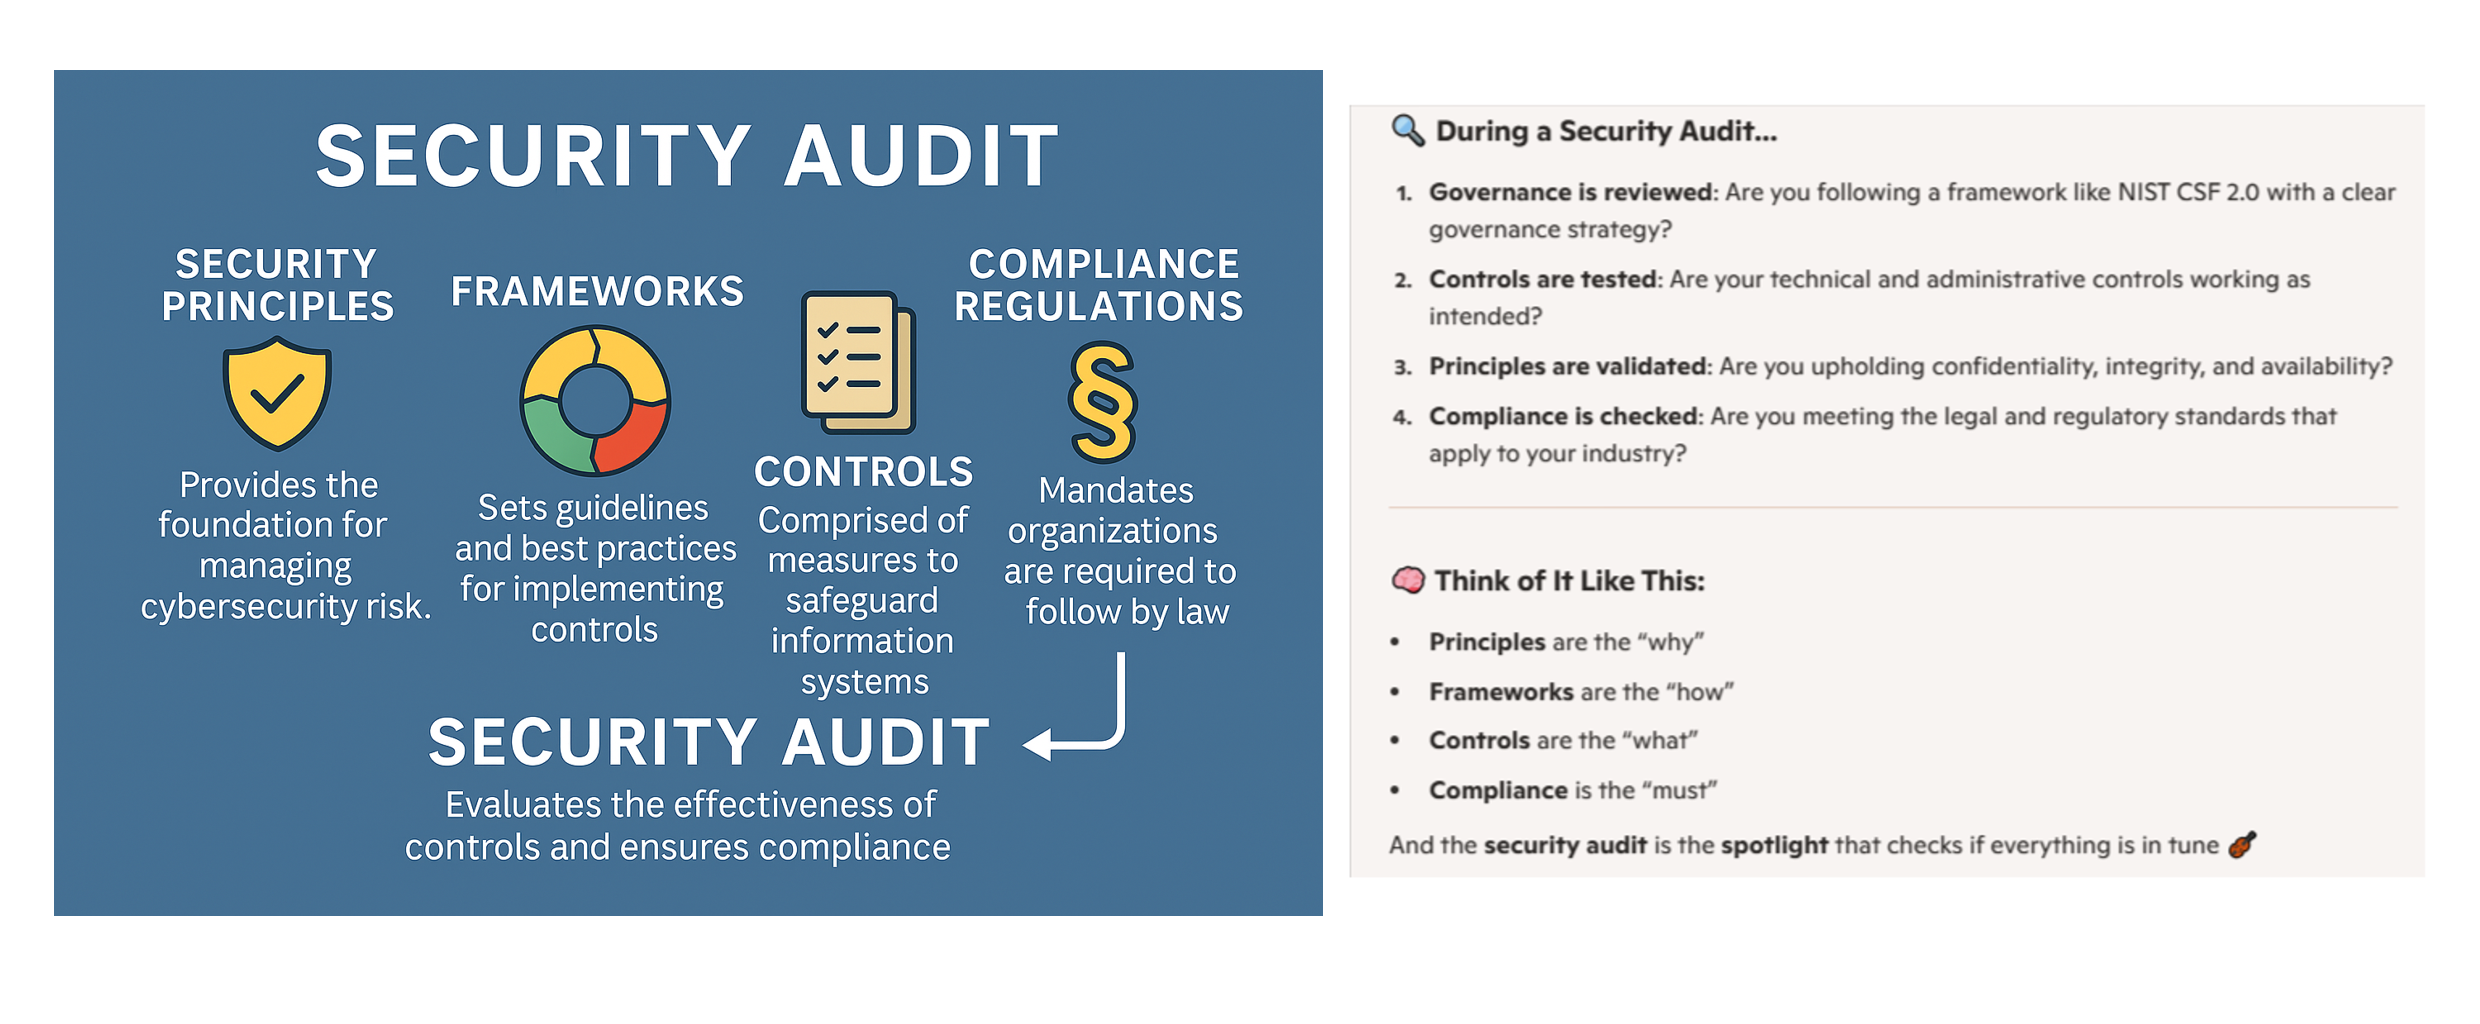 SECURITY AUDIT
SECURITY
PRINCIPLES
Provides the
foundation for
managing
cybersecurity risk.
FRAMEWORKS
Sets guidelines
and best practices
for implementing
controls
CONTROLS
Comprised of
measures to
safeguard
information
systems
COMPLIANCE
REGULATIONS
§
Mandates
organizations
are required to
follow by law
SECURITY AUDIT
Evaluates the effectiveness of
controls and ensures compliance
🔍 During a Security Audit...
1. Governance is reviewed: Are you following a framework like NIST CSF 2.0 with a clear
governance strategy?
2. Controls are tested: Are your technical and administrative controls working as
intended?
3. Principles are validated: Are you upholding confidentiality, integrity, and availability?
4. Compliance is checked: Are you meeting the legal and regulatory standards that
apply to your industry?
🧠 Think of It Like This:
• Principles are the “why”
• Frameworks are the “how”
• Controls are the “what”
• Compliance is the “must”
And the security audit is the spotlight that checks if everything is in tune 🎻